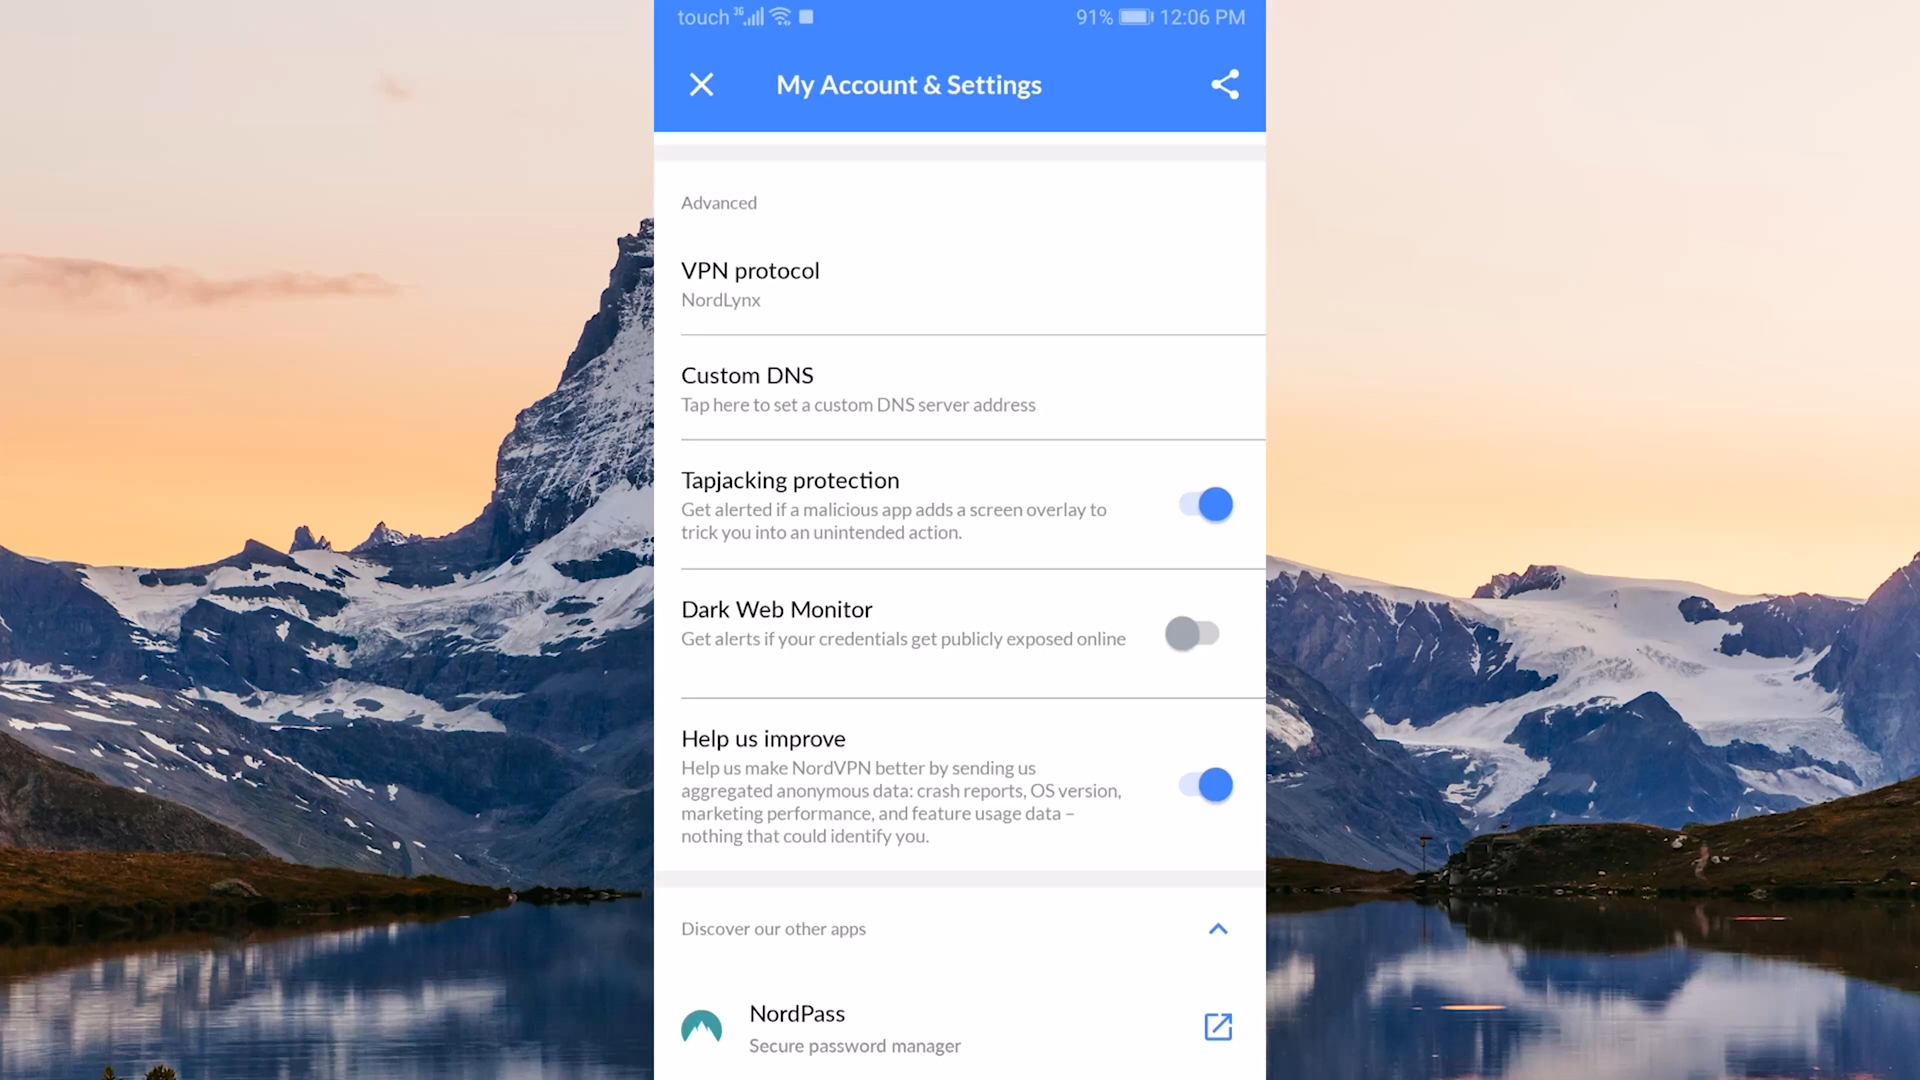 touch 3G 91% 12:06 PM
My Account & Settings
Advanced
VPN protocol
NordLynx
Custom DNS
Tap here to set a custom DNS server address
Tapjacking protection
Get alerted if a malicious app adds a screen overlay to
trick you into an unintended action.
Dark Web Monitor
Get alerts if your credentials get publicly exposed online
Help us improve
Help us make NordVPN better by sending us
aggregated anonymous data: crash reports, OS version,
marketing performance, and feature usage data –
nothing that could identify you.
Discover our other apps
NordPass
Secure password manager